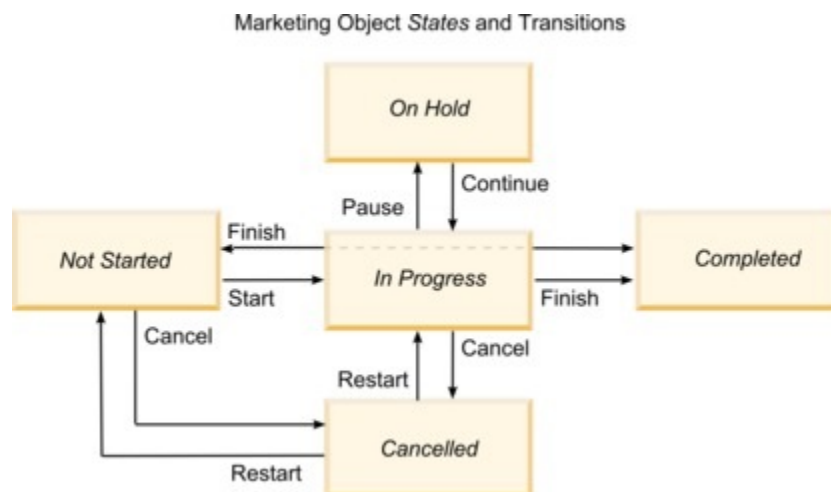 Marketing Object States and Transitions
On Hold
Continue
Pause
Finish
Not Started
In Progress
Completed
Start
Finish
Cancel
Cancel
Restart
Cancelled
Restart